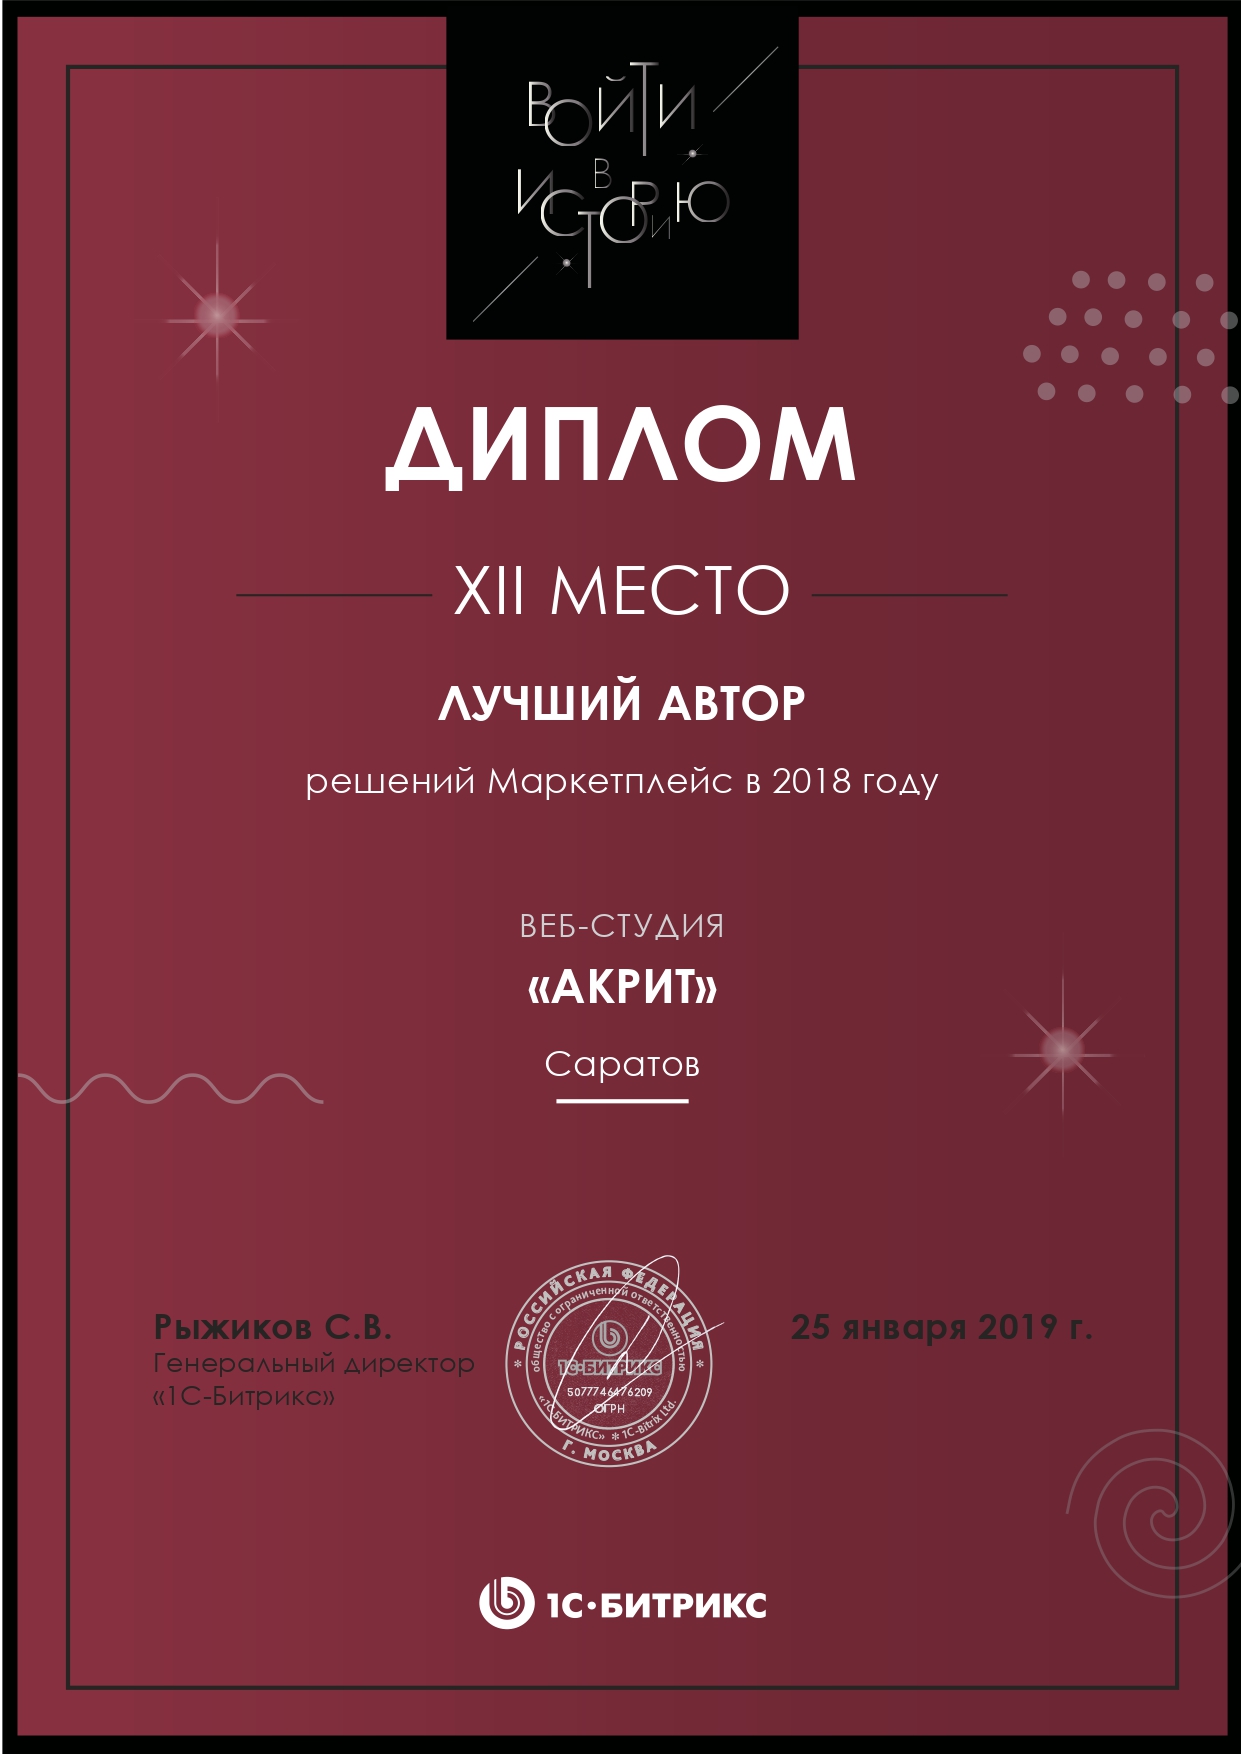 ВОЙТИ
В
ИСТОРИЮ
ДИПЛОМ
XII МЕСТО
ЛУЧШИЙ АВТОР
решений Маркетплейс в 2018 году
ВЕБ-СТУДИЯ
«АКРИТ»
Саратов
Рыжиков С.В.
Генеральный директор
«1С-Битрикс»
РОССИЙСКАЯ ФЕДЕРАЦИЯ
общество с ограниченной ответственностью
1С·БИТРИКС
5077746476209
ОГРН
«1С-БИТРИКС» * 1C-Bitrix Ltd.
* Г. МОСКВА *
25 января 2019 г.
1С·БИТРИКС